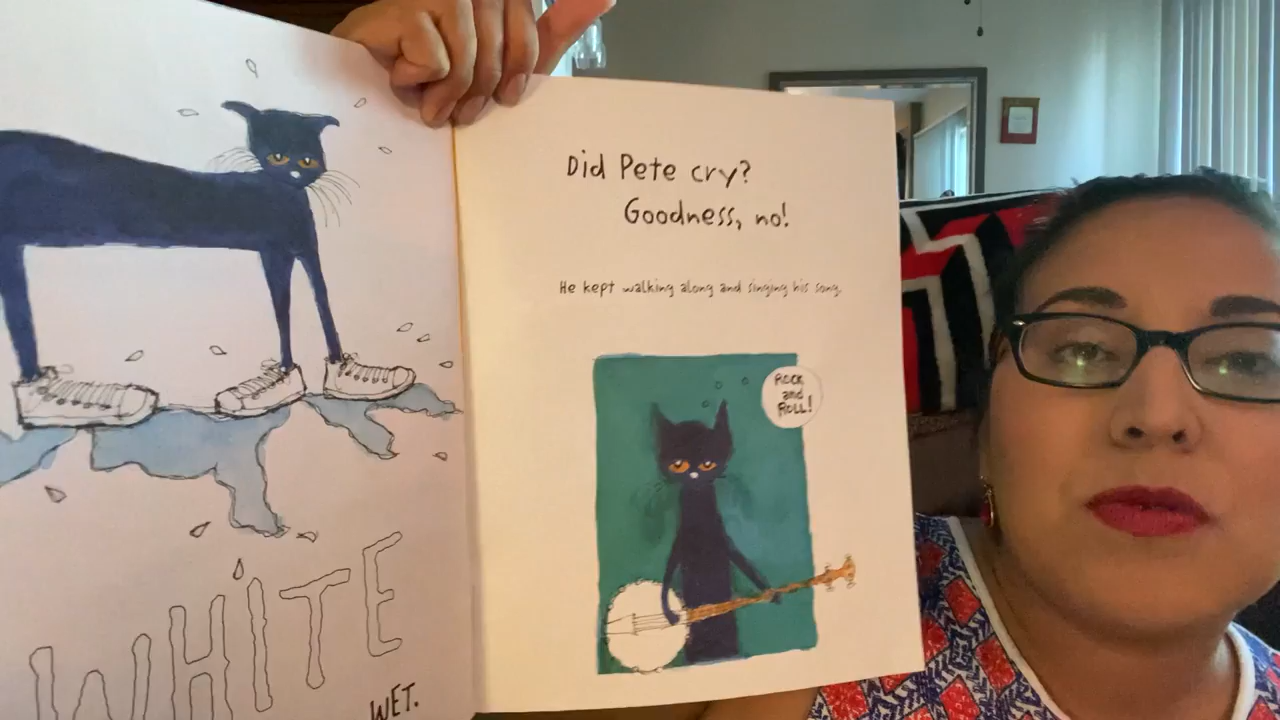 WHITE
WET.
Did Pete cry?
Goodness, no!
He kept walking along and singing his song.
ROCK
and
ROLL!